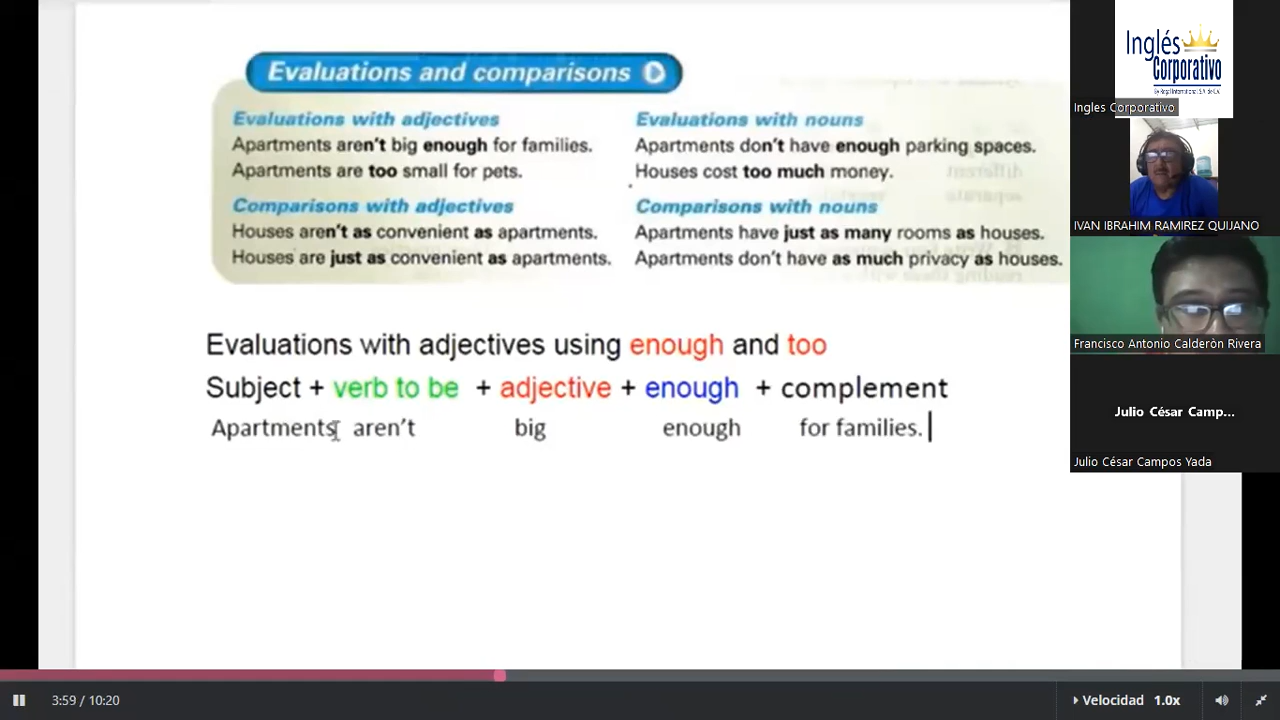 Evaluations and comparisons
Evaluations with adjectives
Apartments aren't big enough for families.
Apartments are too small for pets.
Comparisons with adjectives
Houses aren't as convenient as apartments.
Houses are just as convenient as apartments.
Evaluations with nouns
Apartments don't have enough parking spaces.
Houses cost too much money.
Comparisons with nouns
Apartments have just as many rooms as houses.
Apartments don't have as much privacy as houses.
Evaluations with adjectives using enough and too
Subject + verb to be + adjective + enough + complement
Apartments aren't big enough for families.
Inglés
Corporativo
Ingles Corporativo
IVAN IBRAHIM RAMIREZ QUIJANO
Francisco Antonio Calderòn Rivera
Julio César Camp...
Julio César Campos Yada
3:59 / 10:20
Velocidad 1.0x